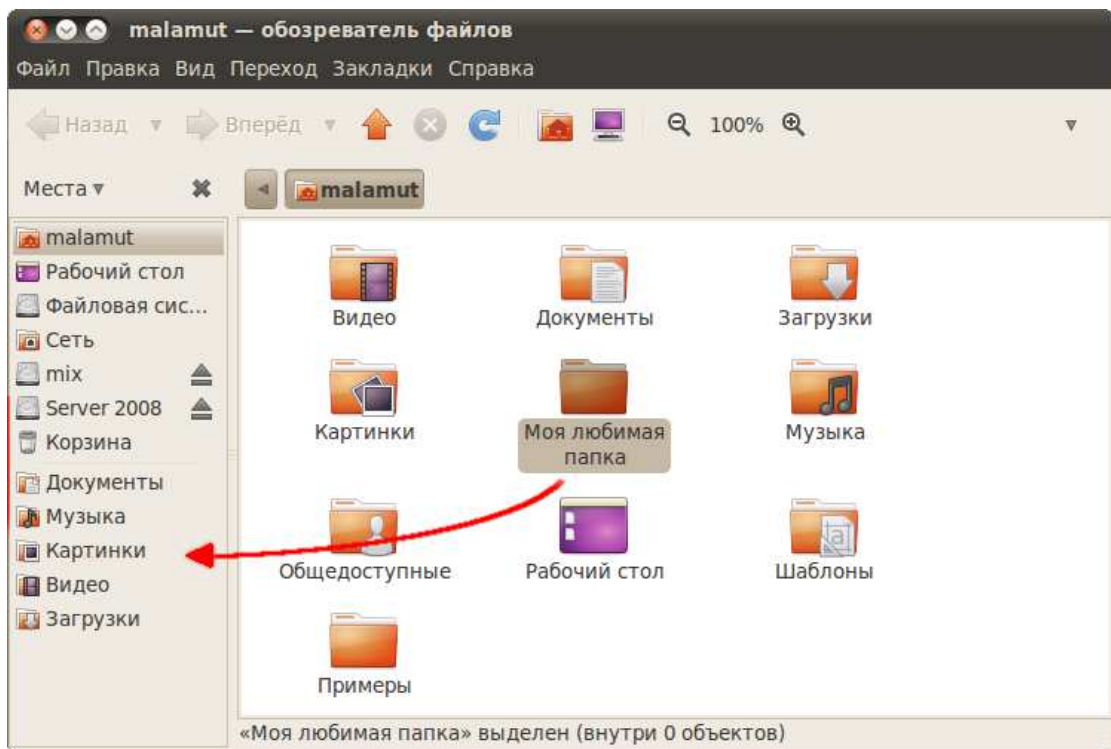 malamut — обозреватель файлов
Файл Правка Вид Переход Закладки Справка
Назад Вперёд 100%
Места malamut
malamut
Рабочий стол
Файловая сис...
Сеть
mix
Server 2008
Корзина
Документы
Музыка
Картинки
Видео
Загрузки
Видео Документы Загрузки
Картинки Моя любимая Музыка
папка
Общедоступные Рабочий стол Шаблоны
Примеры
«Моя любимая папка» выделен (внутри 0 объектов)